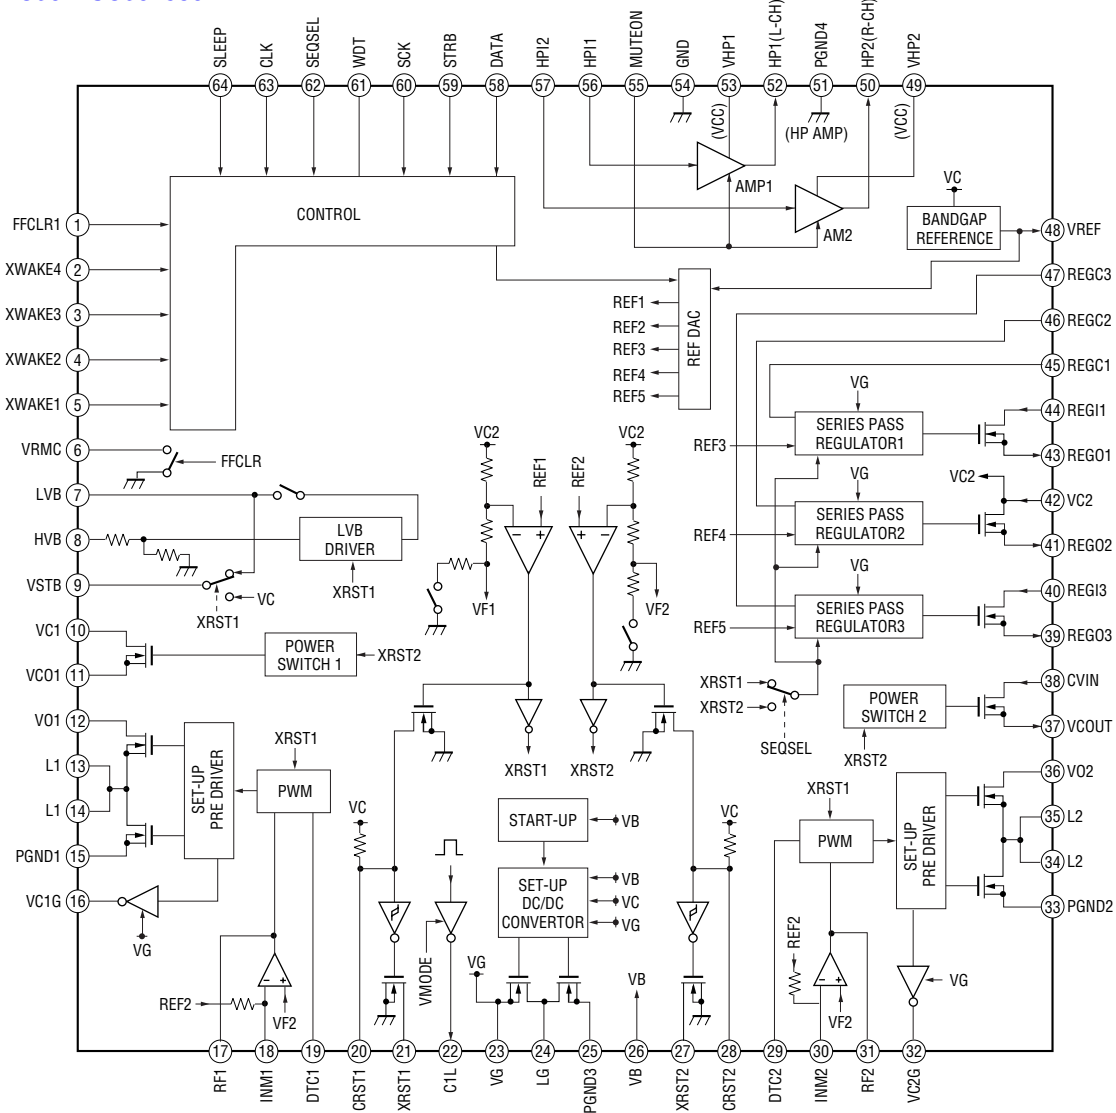 SLEEP
CLK
SEQSEL
WDT
SCK
STRB
DATA
HPI2
HPI1
MUTEON
GND
VHP1
HP1(L-CH)
PGND4
HP2(R-CH)
VHP2
64
63
62
61
60
59
58
57
56
55
54
53
52
51
50
49
(VCC)
(HP AMP)
(VCC)
AMP1
AM2
CONTROL
VC
BANDGAP
REFERENCE
FFCLR1 1
XWAKE4 2
XWAKE3 3
XWAKE2 4
XWAKE1 5
VRMC 6
LVB 7
HVB 8
VSTB 9
VC1 10
VCO1 11
VO1 12
L1 13
L1 14
PGND1 15
VC1G 16
48 VREF
47 REGC3
46 REGC2
45 REGC1
44 REGI1
43 REGO1
42 VC2
41 REGO2
40 REGI3
39 REGO3
38 CVIN
37 VCOUT
36 VO2
35 L2
34 L2
33 PGND2
REF DAC
REF1
REF2
REF3
REF4
REF5
FFCLR
LVB
DRIVER
XRST1
XRST1
VC
POWER
SWITCH 1
XRST2
VC2
REF1
− +
VF1
XRST1
REF2
VC2
+ −
VF2
XRST2
VG
REF3
SERIES PASS
REGULATOR1
VG
VC2
REF4
SERIES PASS
REGULATOR2
VG
REF5
SERIES PASS
REGULATOR3
XRST1
XRST2
SEQSEL
POWER
SWITCH 2
XRST2
SET-UP
PRE DRIVER
XRST1
PWM
VG
REF2
− +
VF2
VC
VMODE
START-UP
VB
SET-UP
DC/DC
CONVERTOR
VB
VC
VG
VG
VB
VC
XRST1
PWM
SET-UP
PRE DRIVER
REF2
− +
VF2
VG
17
18
19
20
21
22
23
24
25
26
27
28
29
30
31
32
RF1
INM1
DTC1
CRST1
XRST1
C1L
VG
LG
PGND3
VB
XRST2
CRST2
DTC2
INM2
RF2
VC2G